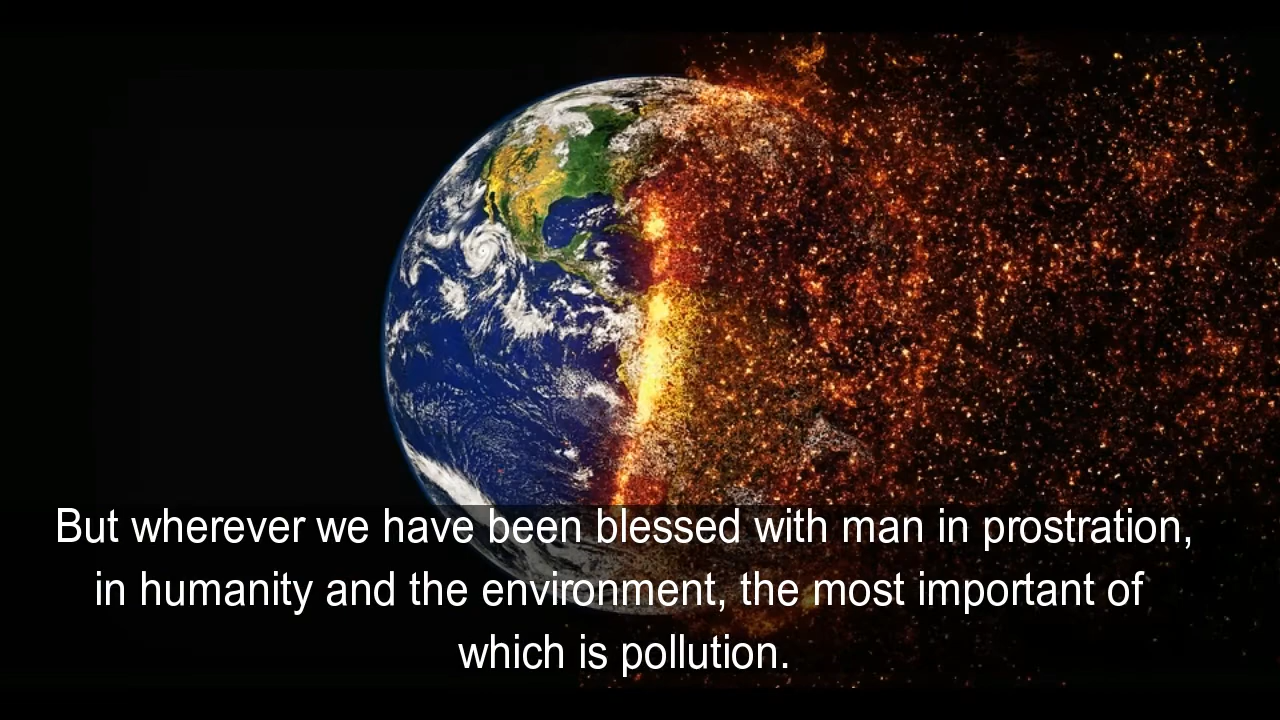 But wherever we have been blessed with man in prostration,
in humanity and the environment, the most important of
which is pollution.